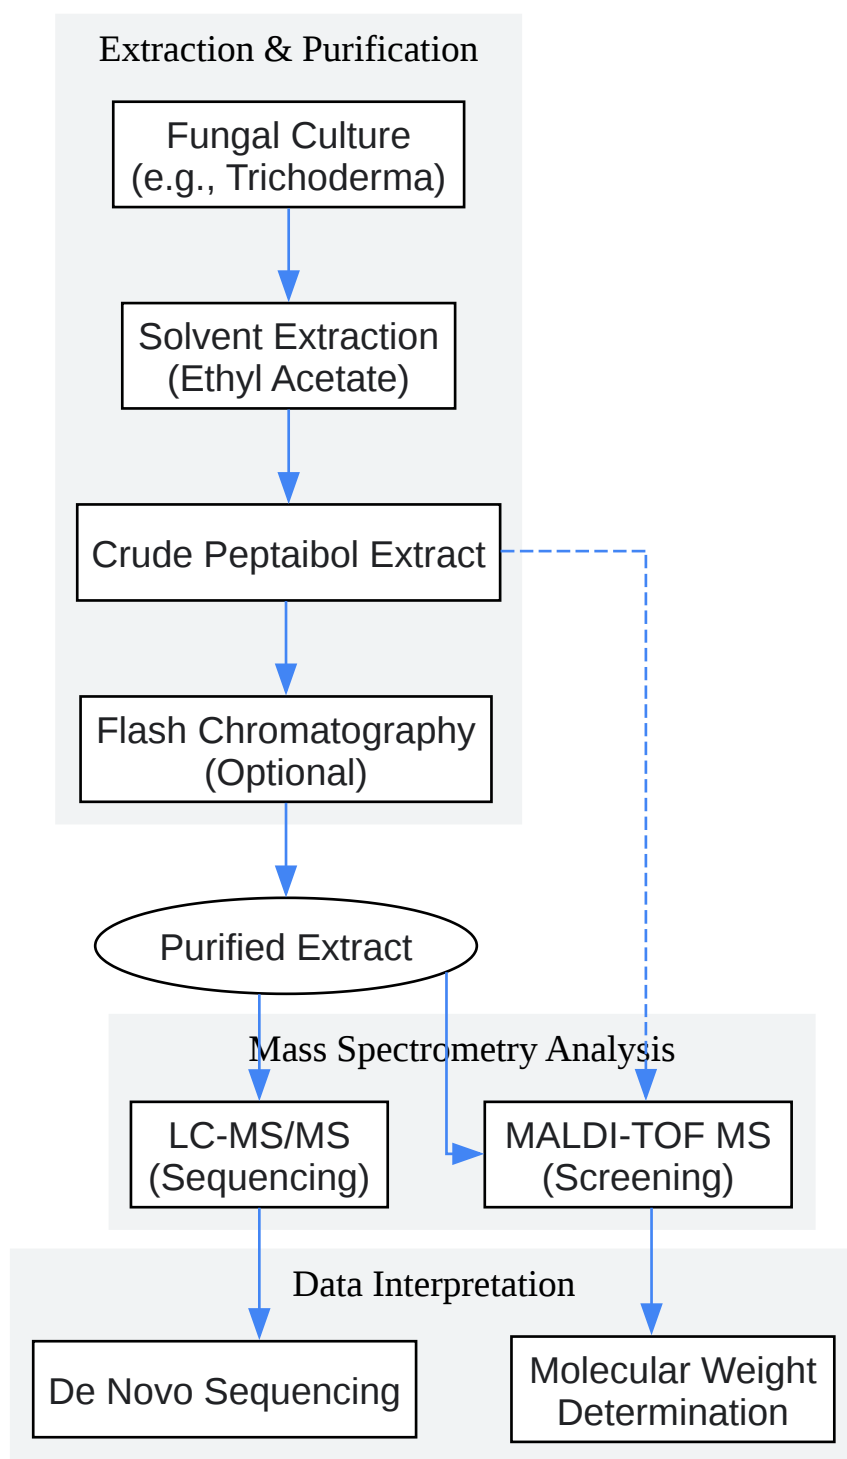 Extraction & Purification
Fungal Culture
(e.g., Trichoderma)
Solvent Extraction
(Ethyl Acetate)
Crude Peptaibol Extract
Flash Chromatography
(Optional)
Purified Extract
Mass Spectrometry Analysis
LC-MS/MS
(Sequencing)
MALDI-TOF MS
(Screening)
Data Interpretation
De Novo Sequencing
Molecular Weight
Determination